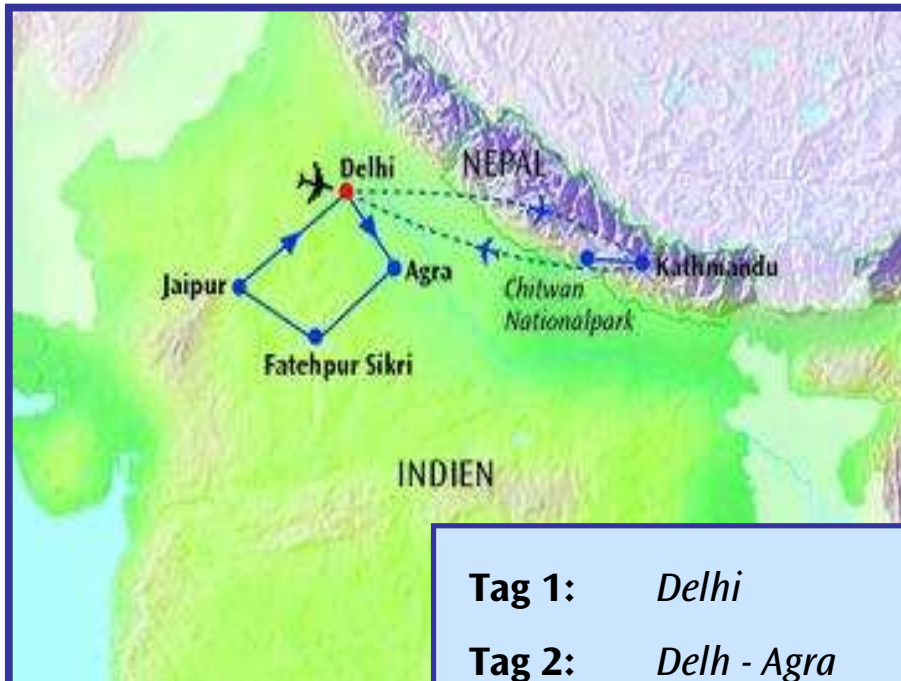 NEPAL
Delhi
Kathmandu
Agra
Jaipur
Chitwan
Nationalpark
Fatehpur Sikri
INDIEN
Tag 1: Delhi
Tag 2: Delh - Agra